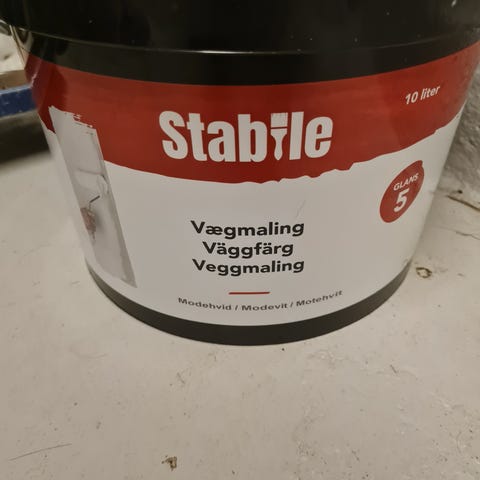 10 liter
Stabile
GLANS
5
Vægmaling
Väggfärg
Veggmaling
Modehvid / Modevit / Motehvit